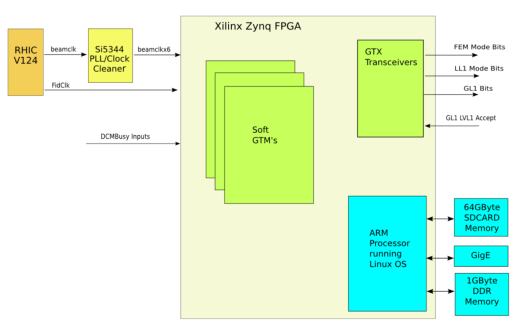 Xilinx Zynq FPGA
RHIC
V124
beamclk
Si5344
PLL/Clock
Cleaner
beamclkx6
FidClk
DCMBusy Inputs
Soft
GTM's
GTX
Transceivers
FEM Mode Bits
LL1 Mode Bits
GL1 Bits
GL1 LVL1 Accept
ARM
Processor
running
Linux OS
64GByte
SDCARD
Memory
GigE
1GByte
DDR
Memory